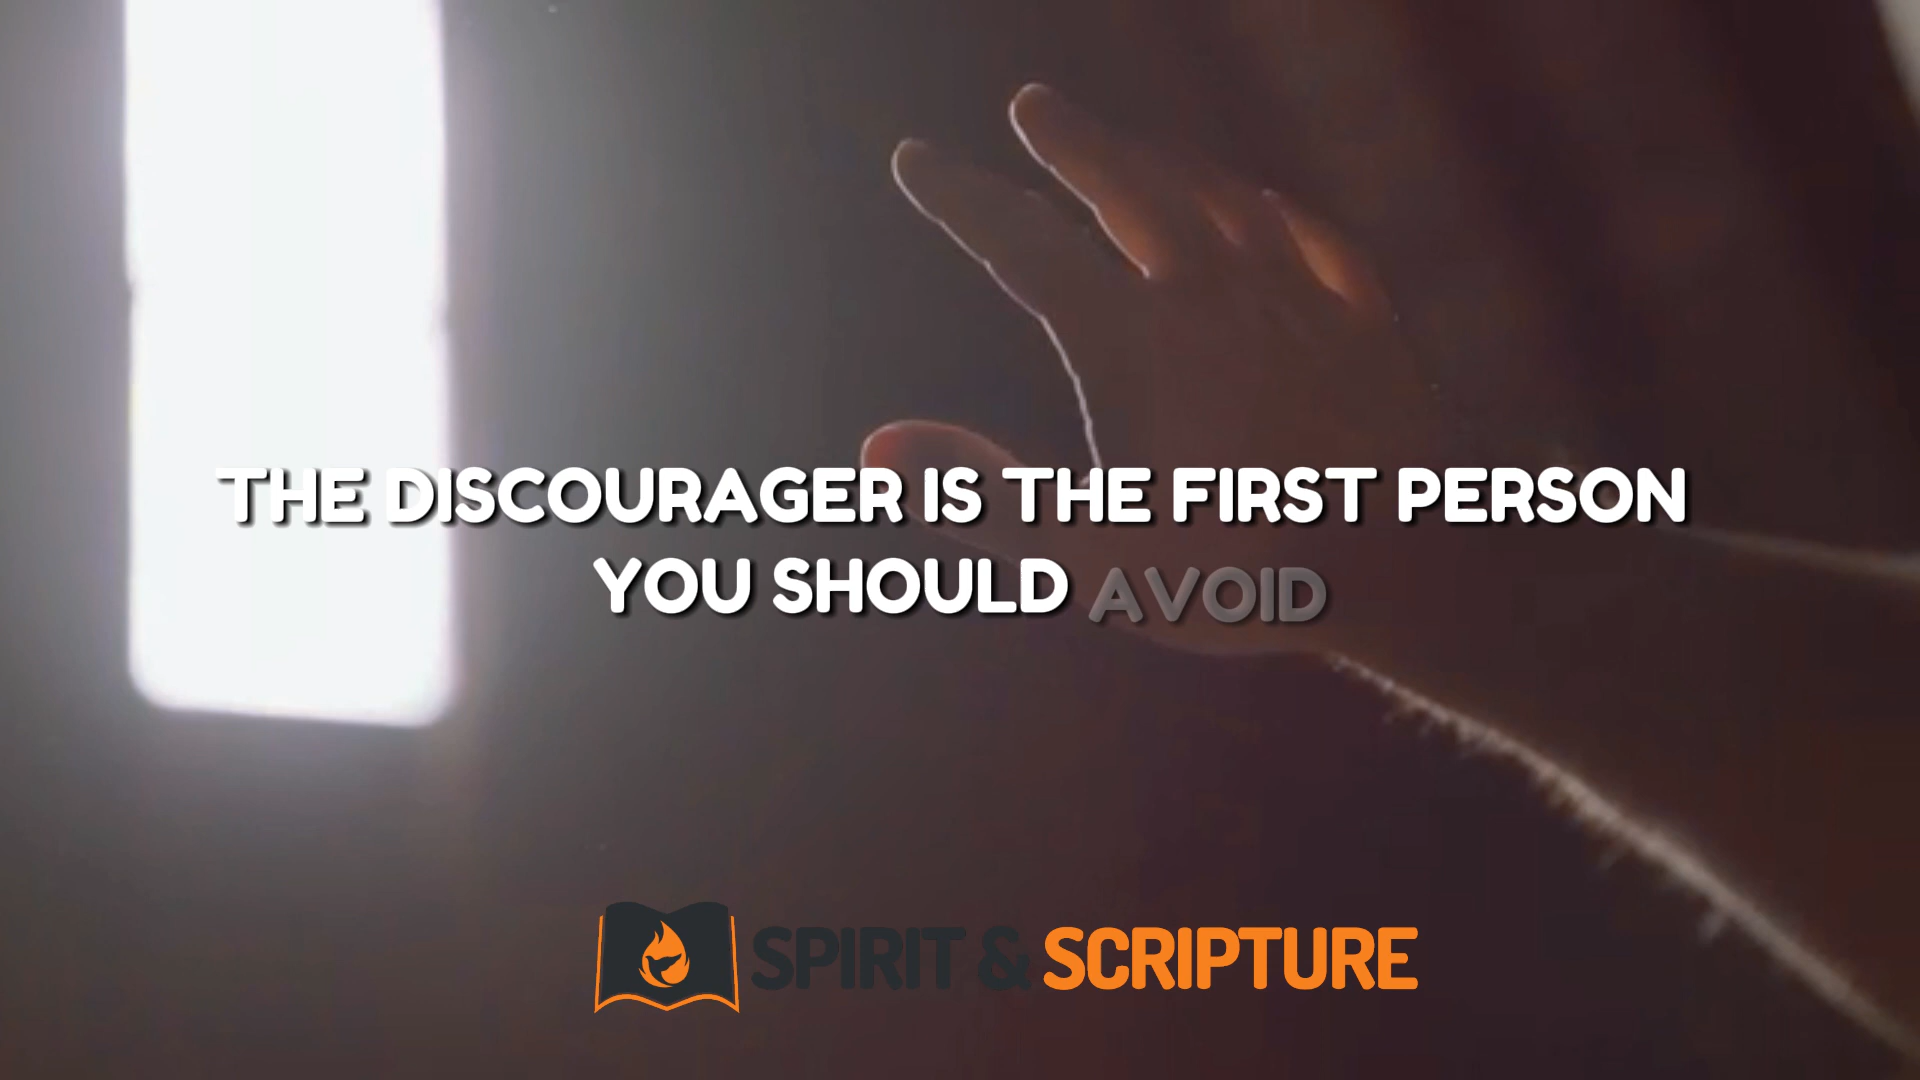 THE DISCOURAGER IS THE FIRST PERSON
YOU SHOULD AVOID
SPIRIT & SCRIPTURE